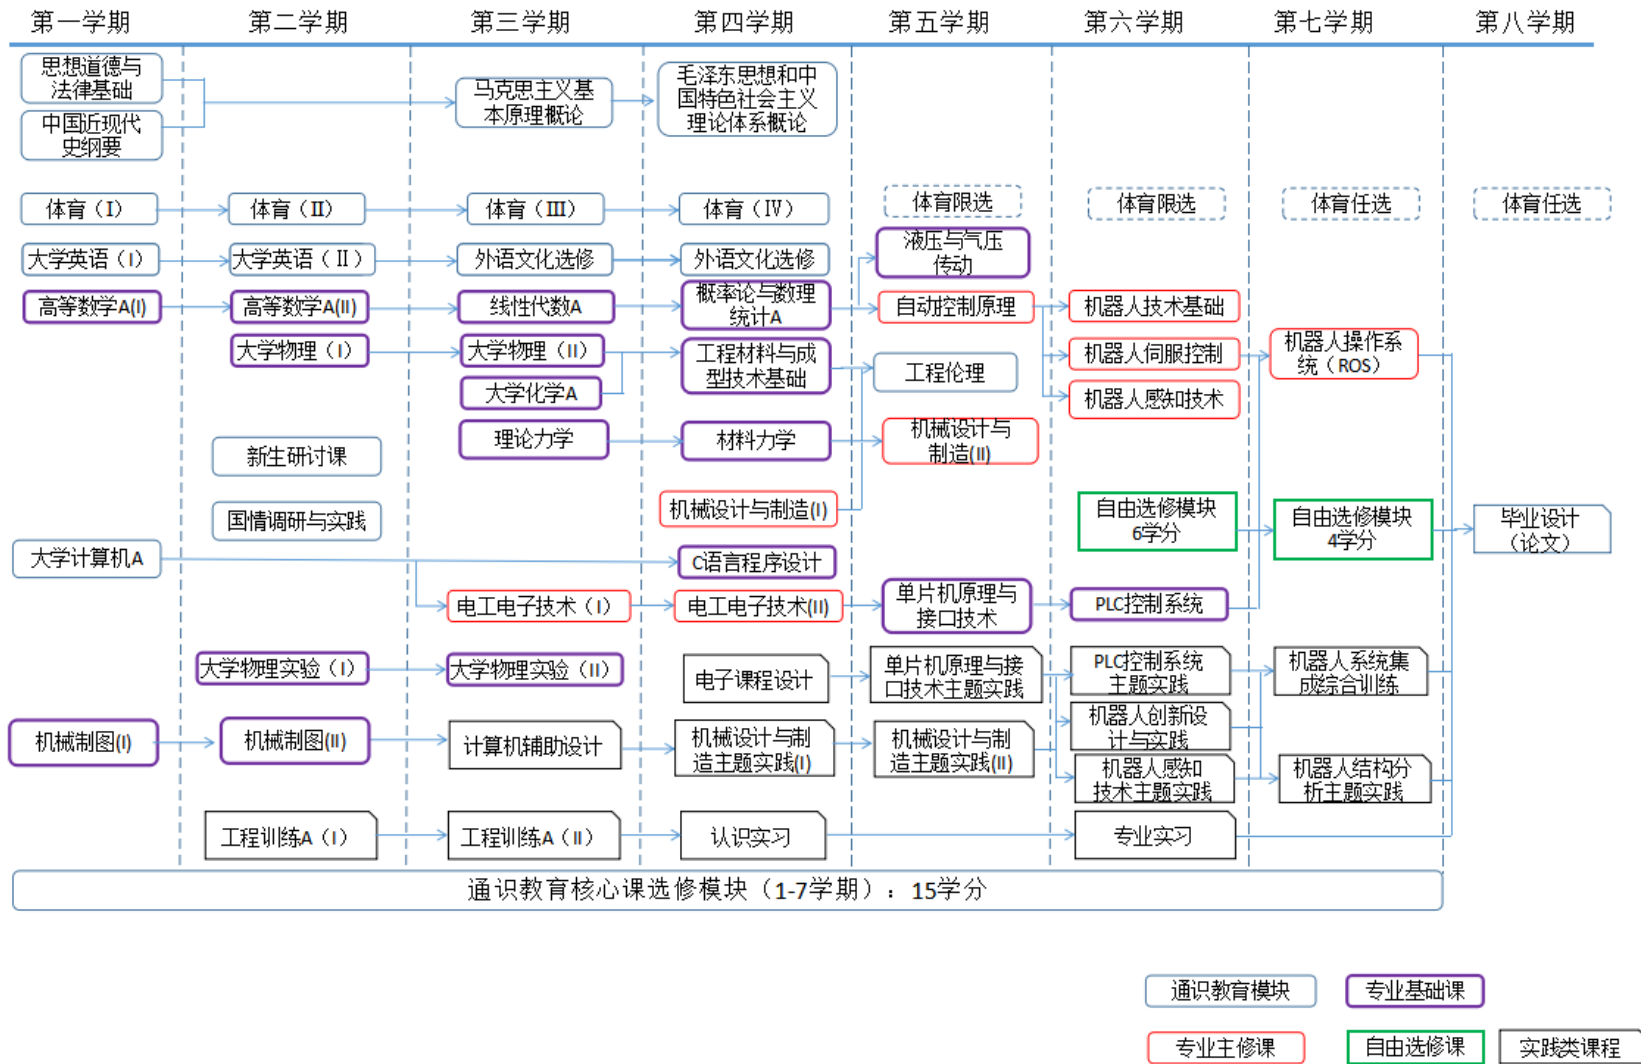 第一学期
第二学期
第三学期
第四学期
第五学期
第六学期
第七学期
第八学期
思想道德与
法律基础
中国近现代
史纲要
马克思主义基
本原理概论
毛泽东思想和中
国特色社会主义
理论体系概论
体育（I）
体育（II）
体育（III）
体育（IV）
体育限选
体育限选
体育任选
体育任选
大学英语（I）
大学英语（II）
外语文化选修
外语文化选修
液压与气压
传动
高等数学A(I)
高等数学A(II)
线性代数A
概率论与数理
统计A
自动控制原理
机器人技术基础
大学物理（I）
大学物理（II）
工程材料与成
型技术基础
工程伦理
机器人伺服控制
机器人操作系
统（ROS）
大学化学A
机器人感知技术
理论力学
材料力学
机械设计与
制造(II)
新生研讨课
国情调研与实践
机械设计与制造(I)
自由选修模块
6学分
自由选修模块
4学分
毕业设计
（论文）
大学计算机A
C语言程序设计
电工电子技术（I）
电工电子技术(II)
单片机原理与
接口技术
PLC控制系统
大学物理实验（I）
大学物理实验（II）
电子课程设计
单片机原理与接
口技术主题实践
PLC控制系统
主题实践
机器人系统集
成综合训练
机械制图(I)
机械制图(II)
计算机辅助设计
机械设计与制
造主题实践(I)
机械设计与制
造主题实践(II)
机器人创新设
计与实践
机器人感知
技术主题实践
机器人结构分
析主题实践
工程训练A（I）
工程训练A（II）
认识实习
专业实习
通识教育核心课选修模块（1-7学期）：15学分
通识教育模块
专业基础课
专业主修课
自由选修课
实践类课程